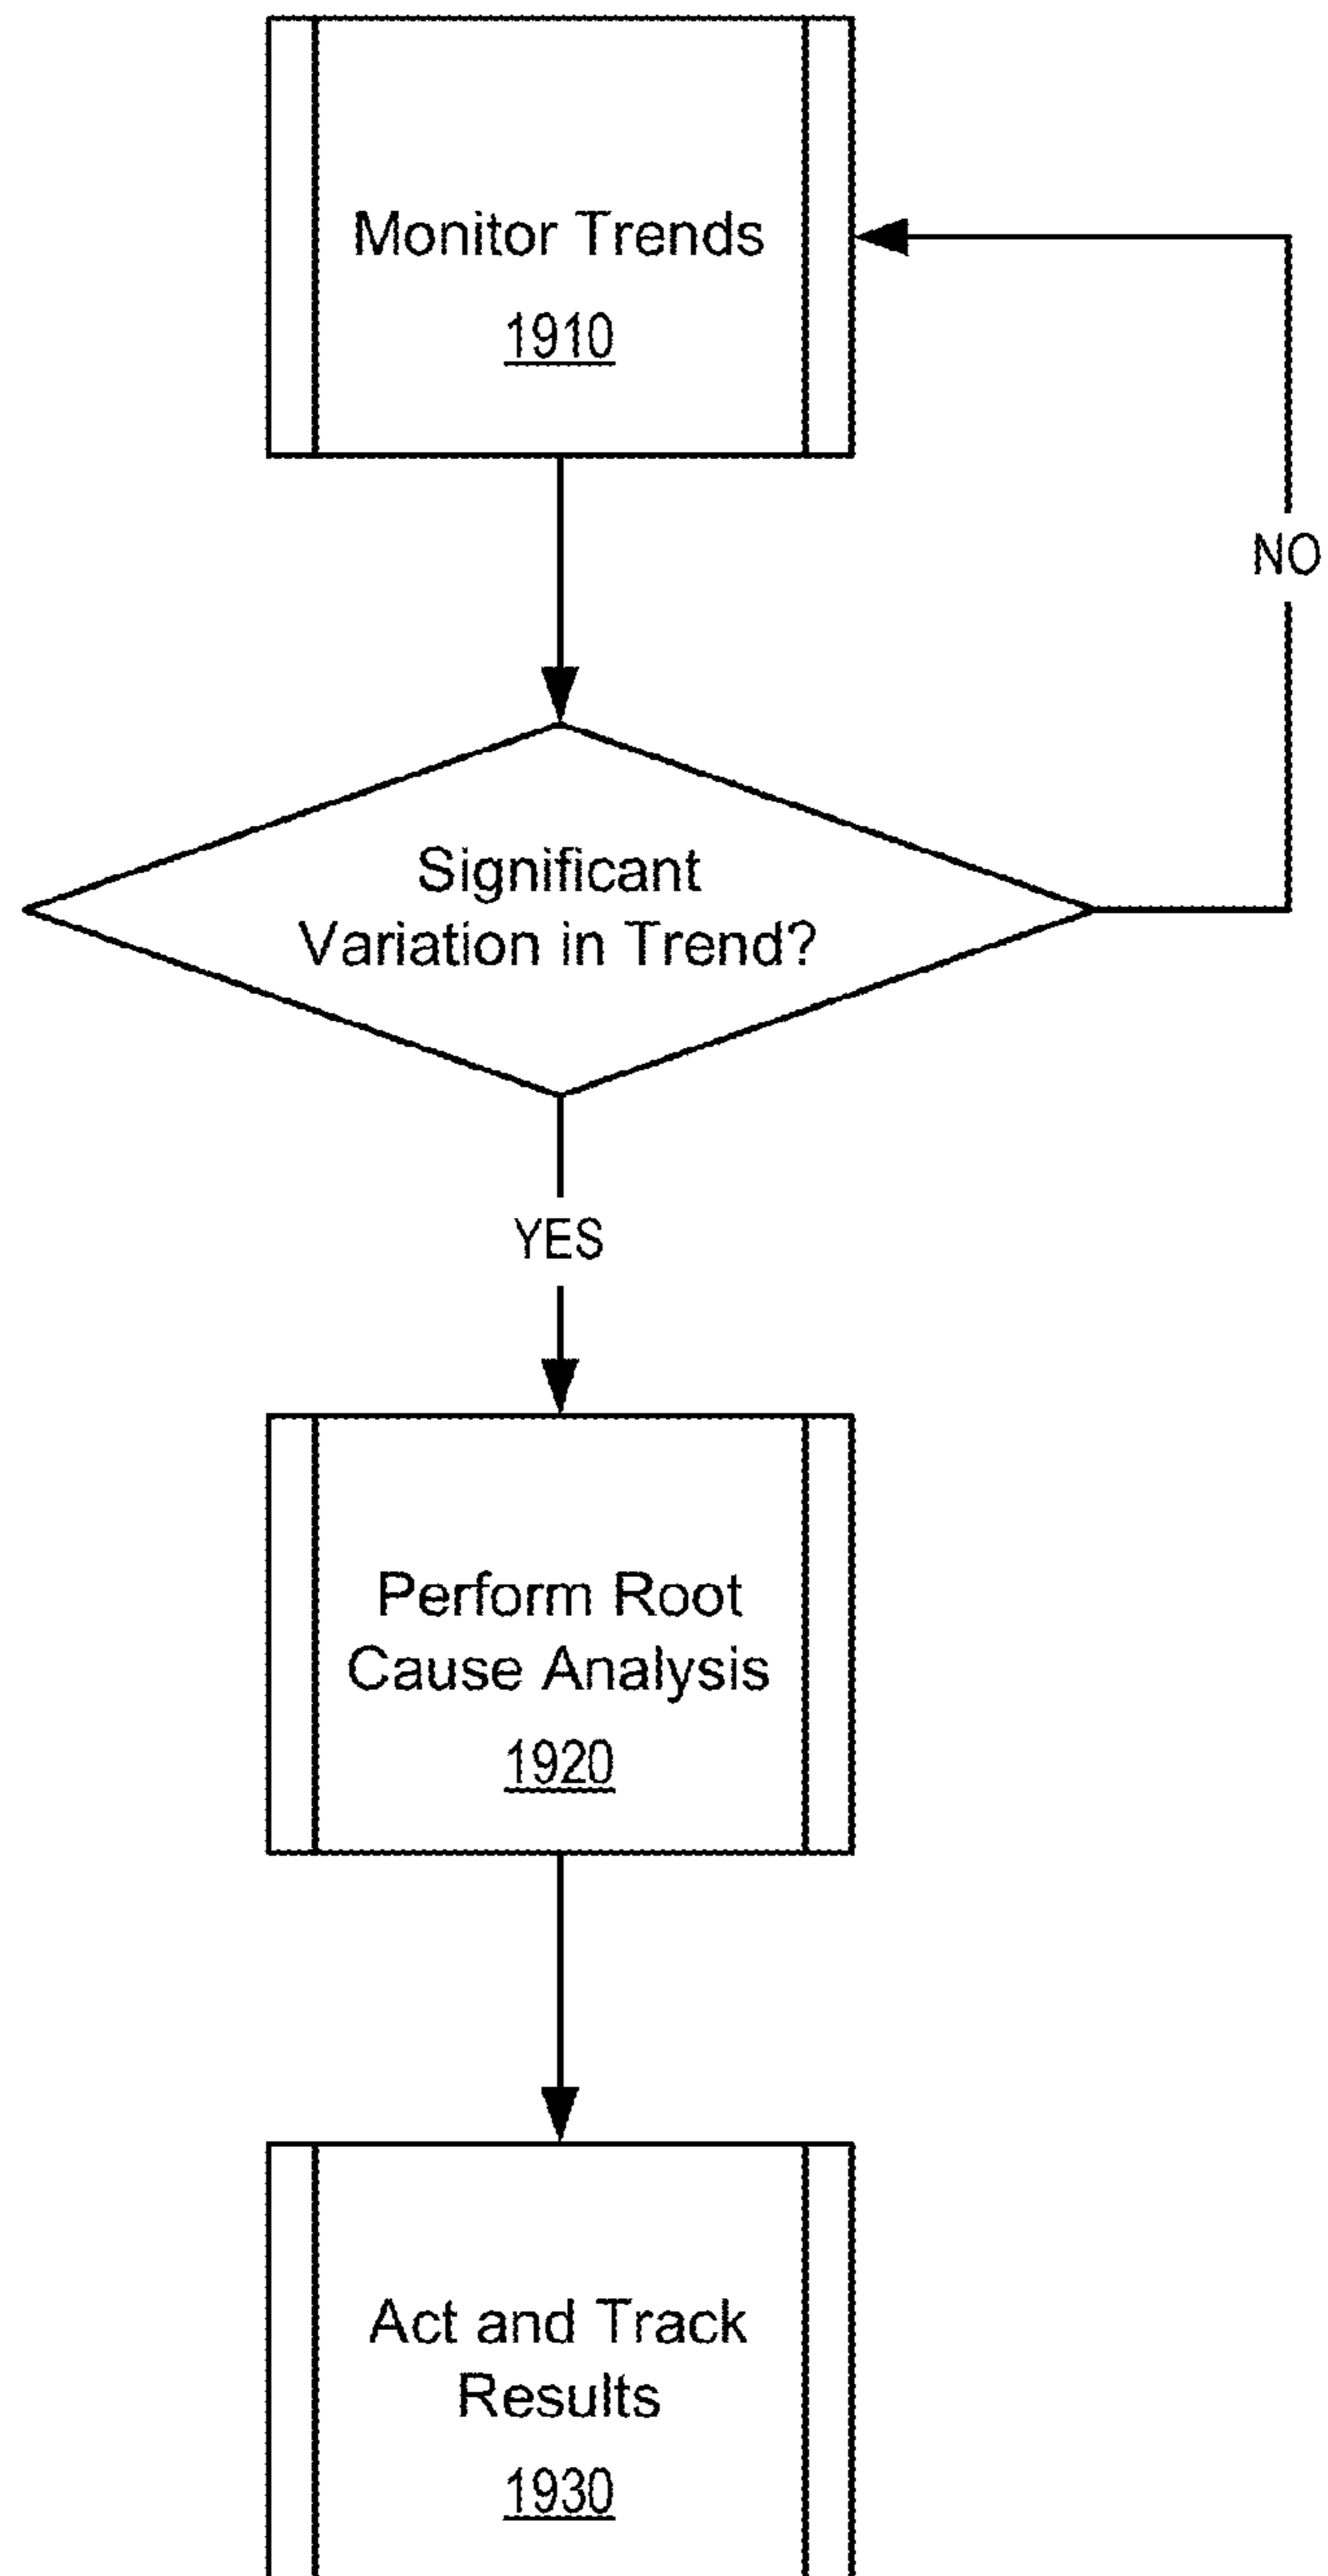 Monitor Trends
1910
NO
Significant
Variation in Trend?
YES
Perform Root
Cause Analysis
1920
Act and Track
Results
1930